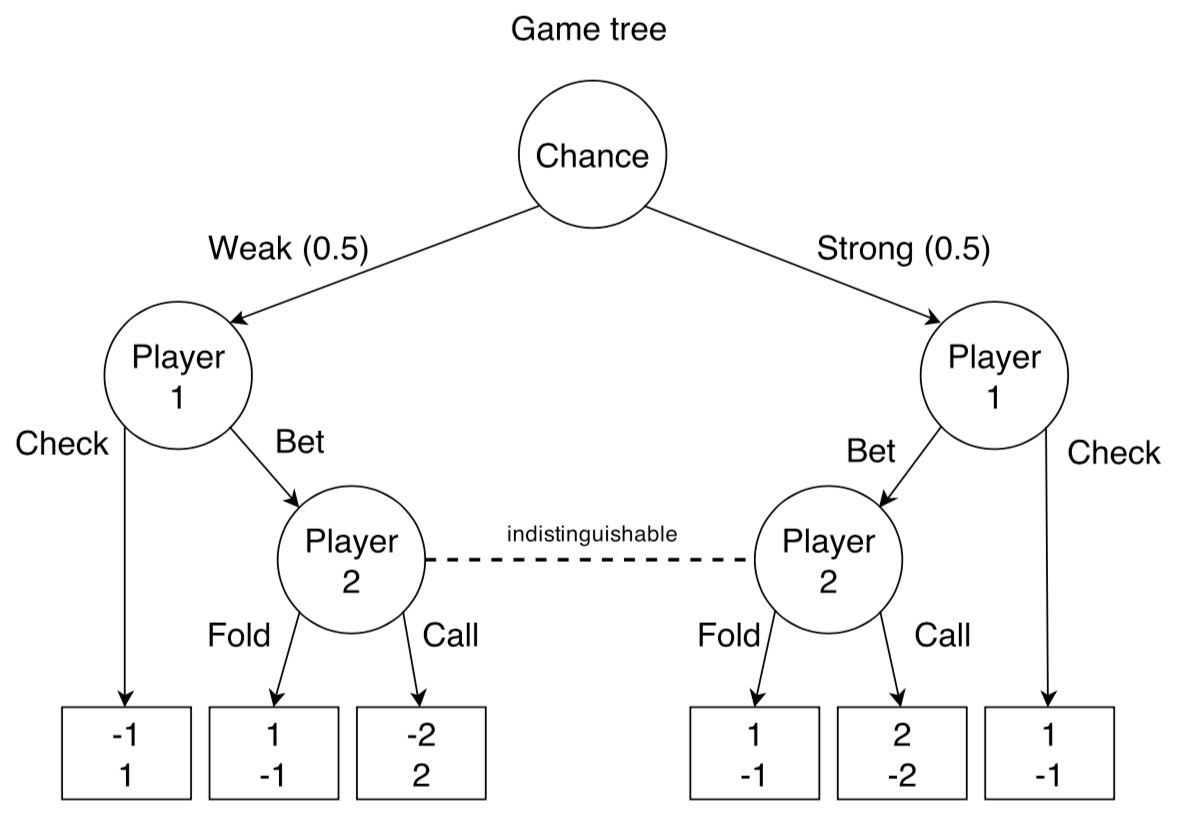 Game tree
Chance
Weak (0.5)
Strong (0.5)
Player
1
Player
1
Check
Bet
Bet
Check
indistinguishable
Player
2
Player
2
Fold
Call
Fold
Call
-1
1
1
-1
-2
2
1
-1
2
-2
1
-1